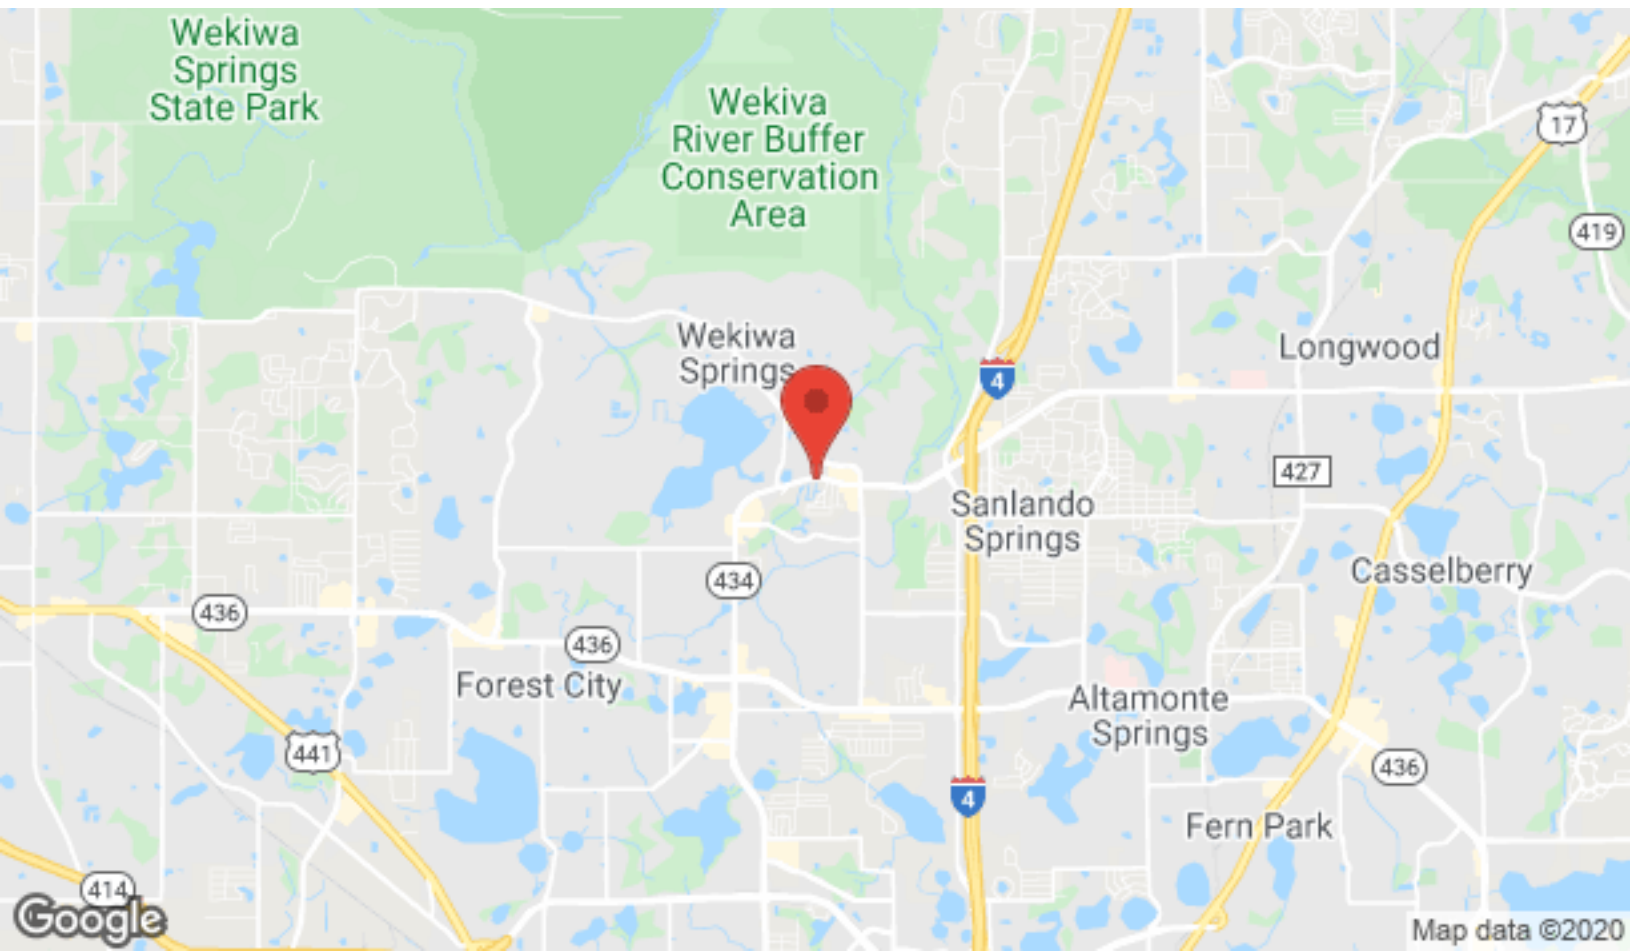 Wekiwa
Springs
State Park
Wekiva
River Buffer
Conservation
Area
17
419
Wekiwa
Springs
Longwood
4
427
Sanlando
Springs
Casselberry
434
436
436
Forest City
Altamonte
Springs
441
436
4
Fern Park
414
Google
Map data ©2020